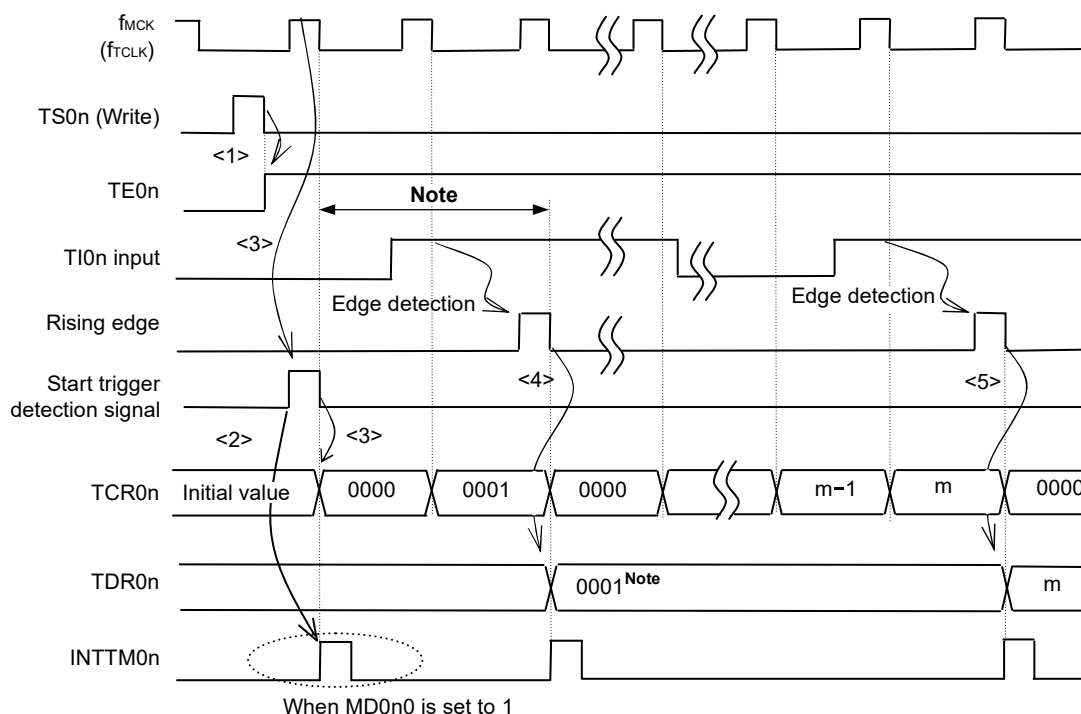 fMCK
(fTCLK)
TS0n (Write)
<1>
TE0n
Note
<3>
TI0n input
Edge detection
Edge detection
Rising edge
<4>
<5>
Start trigger
detection signal
<2>
<3>
TCR0n
Initial value
0000
0001
0000
m−1
m
0000
TDR0n
0001Note
m
INTTM0n
When MD0n0 is set to 1